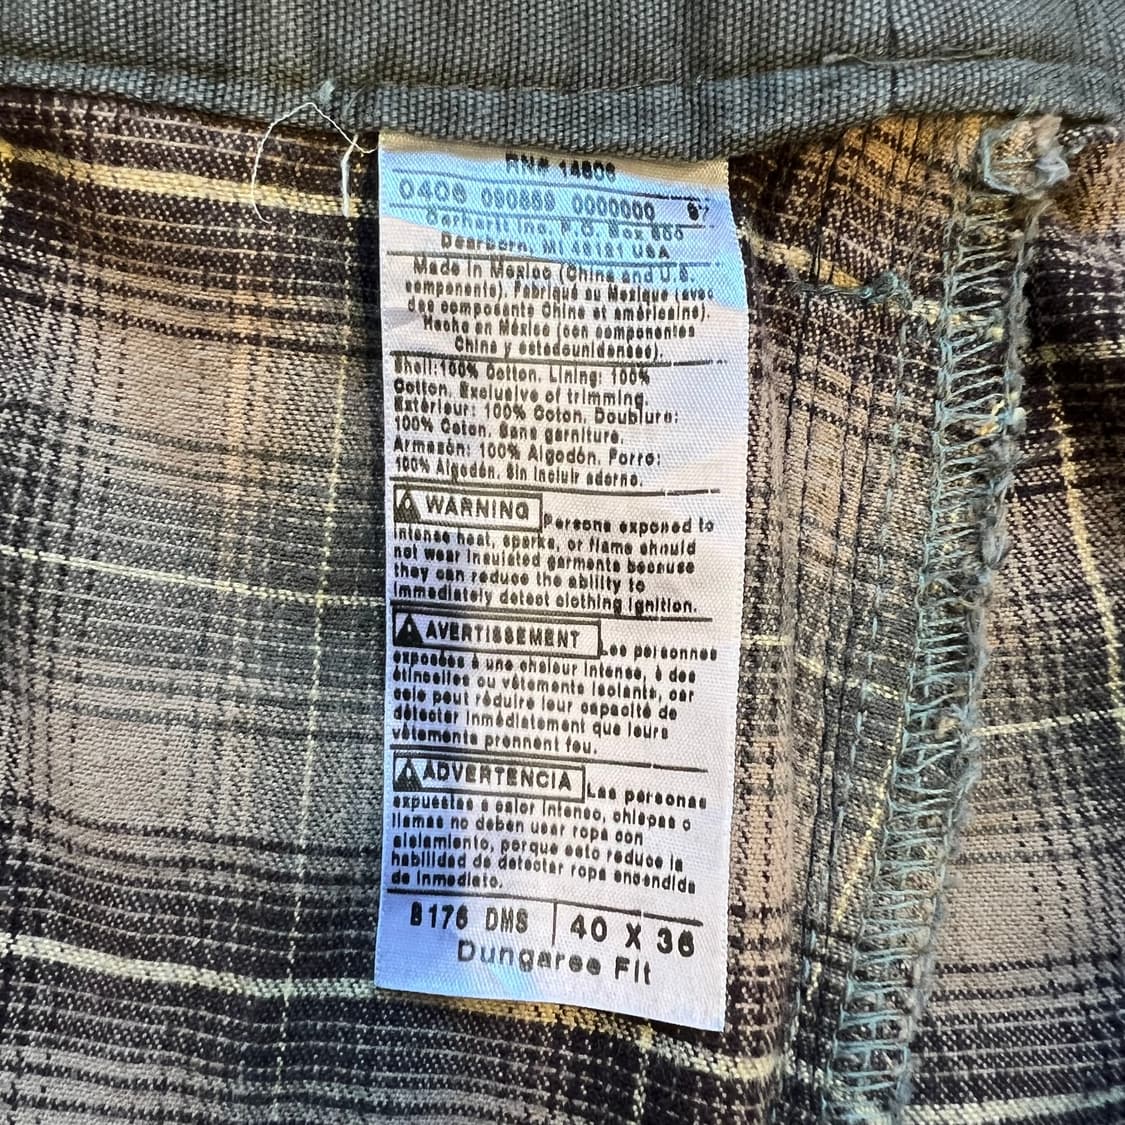 RN# 14806
0406 090869 0000000
Carhartt Inc. P.O. Box 600
Dearborn, MI 48121 USA
Made in Mexico (China and U.S.
components). Fabriqué au Mexique (avec
des composants Chine et américains).
Hecho en México (con componentes
China y estadounidenses).
Shell:100% Cotton. Lining: 100%
Cotton. Exclusive of trimming.
Extérieur: 100% Coton. Doublure:
100% Coton. Sans garniture.
Armazón: 100% Algodón. Forro:
100% Algodón. Sin incluir adorno.
WARNING Persons exposed to
intense heat, sparks, or flame should
not wear insulated garments because
they can reduce the ability to
immediately detect clothing ignition.
AVERTISSEMENT Les personnes
exposées à une chaleur intense, à des
étincelles ou vêtements isolants, car
cela peut réduire leur capacité de
détecter immédiatement que leurs
vêtements prennent feu.
ADVERTENCIA Las personas
expuestas a calor intenso, chispas o
llamas no deben usar ropa con
aislamiento, porque esto reduce la
habilidad de detectar ropa encendida
de inmediato.
B176 DMS 40 X 36
Dungaree Fit